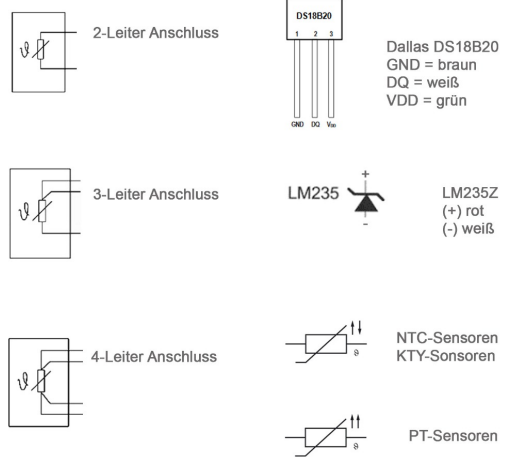 2-Leiter Anschluss
DS18B20
1 2 3
GND DQ VDD
Dallas DS18B20
GND = braun
DQ = weiß
VDD = grün
ϑ
3-Leiter Anschluss
ϑ
LM235
+
-
LM235Z
(+) rot
(-) weiß
4-Leiter Anschluss
ϑ
ϑ
NTC-Sensoren
KTY-Sonsoren
ϑ
PT-Sensoren